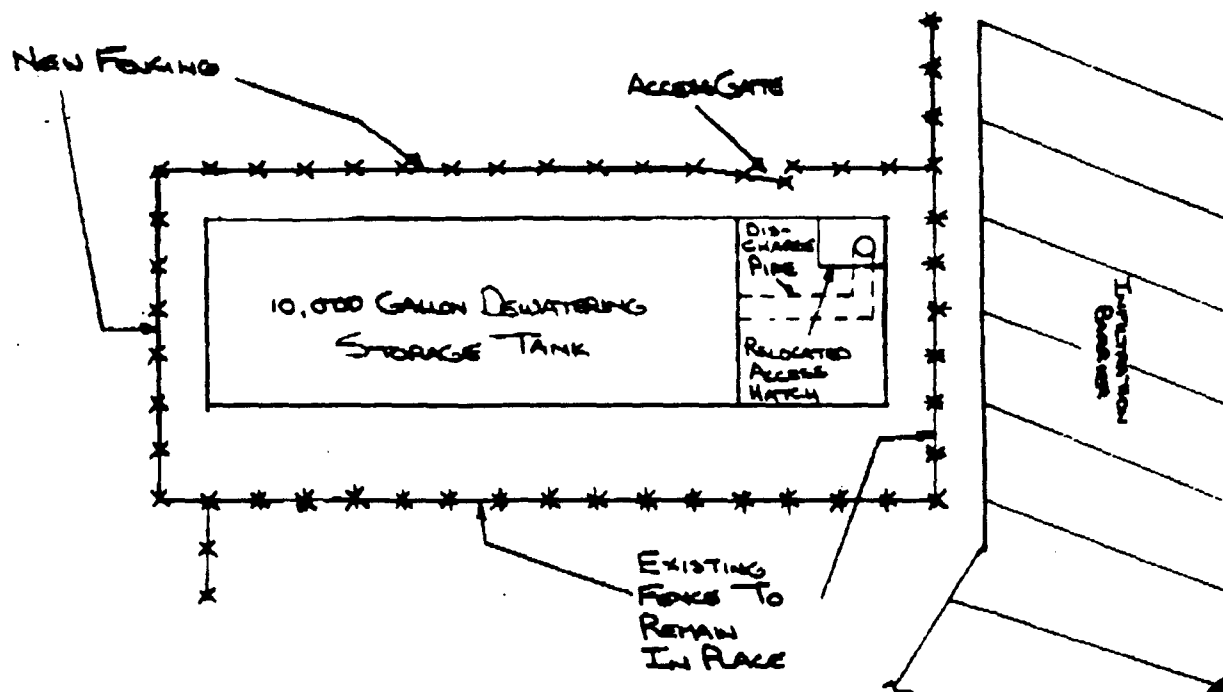 NEW FENCING
ACCESS GATE
DIS-
CHARGE
PIPE
10,000 GALLON DEWATERING
STORAGE TANK
RELOCATED
ACCESS
HATCH
INFILTRATION
BARRIER
EXISTING
FENCE TO
REMAIN
IN PLACE